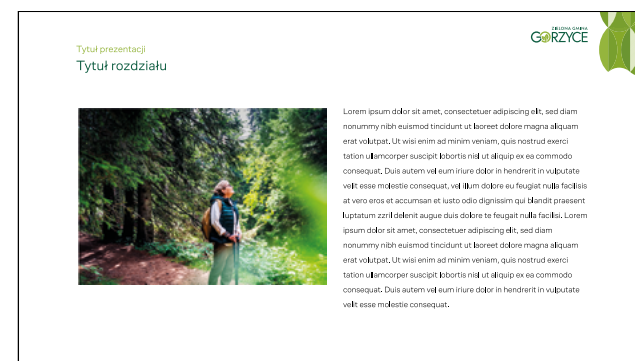 ZIELONA GMINA
GORZYCE
Tytuł prezentacji
Tytuł rozdziału
Lorem ipsum dolor sit amet, consectetuer adipiscing elit, sed diam
nonummy nibh euismod tincidunt ut laoreet dolore magna aliquam
erat volutpat. Ut wisi enim ad minim veniam, quis nostrud exerci
tation ullamcorper suscipit lobortis nisl ut aliquip ex ea commodo
consequat. Duis autem vel eum iriure dolor in hendrerit in vulputate
velit esse molestie consequat, vel illum dolore eu feugiat nulla facilisis
at vero eros et accumsan et iusto odio dignissim qui blandit praesent
luptatum zzril delenit augue duis dolore te feugait nulla facilisi. Lorem
ipsum dolor sit amet, consectetuer adipiscing elit, sed diam
nonummy nibh euismod tincidunt ut laoreet dolore magna aliquam
erat volutpat. Ut wisi enim ad minim veniam, quis nostrud exerci
tation ullamcorper suscipit lobortis nisl ut aliquip ex ea commodo
consequat. Duis autem vel eum iriure dolor in hendrerit in vulputate
velit esse molestie consequat.